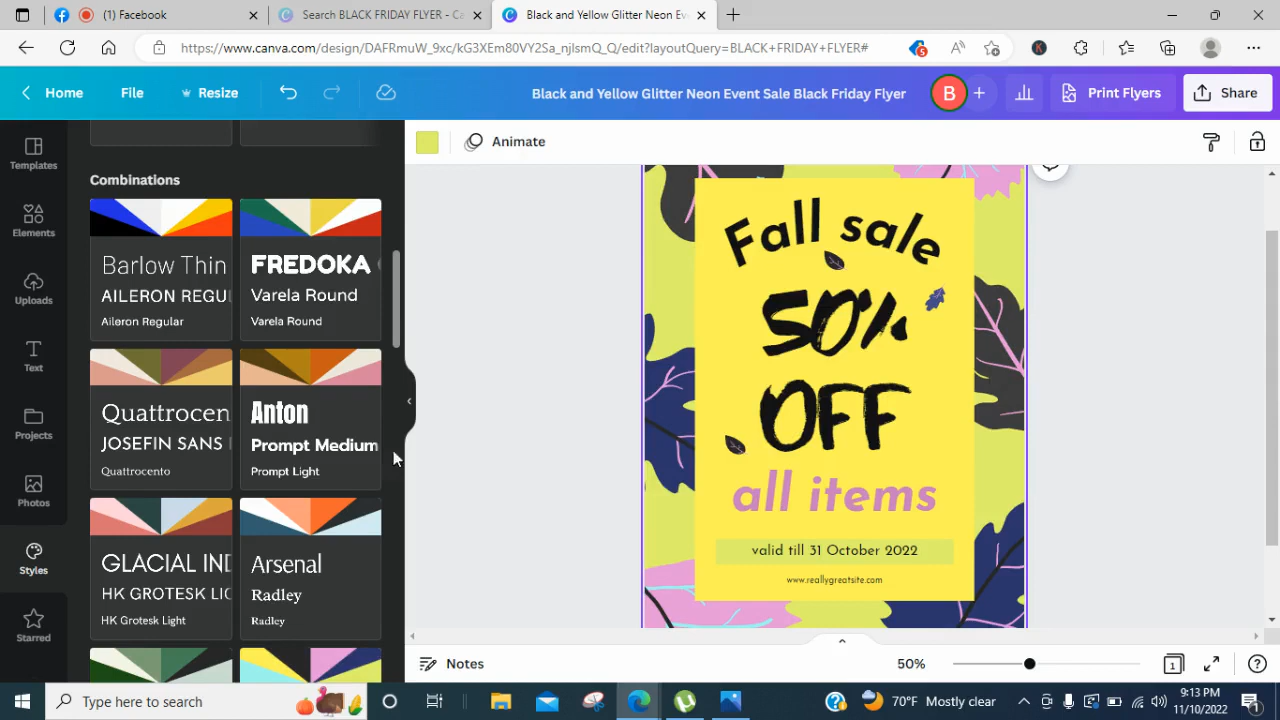 (1) Facebook
Search BLACK FRIDAY FLYER - Ca
Black and Yellow Glitter Neon Eve
https://www.canva.com/design/DAFRmuW_9xc/kG3XEm80VY2Sa_njlsmQ_Q/edit?layoutQuery=BLACK+FRIDAY+FLYER#
5
K
Home
File
Resize
Black and Yellow Glitter Neon Event Sale Black Friday Flyer
B
Print Flyers
Share
Animate
Templates
Elements
Uploads
Text
Projects
Photos
Styles
Starred
Combinations
Barlow Thin
AILERON REGU
Aileron Regular
FREDOKA
Varela Round
Varela Round
Quattrocen
JOSEFIN SANS
Quattrocento
Anton
Prompt Medium
Prompt Light
GLACIAL IND
HK GROTESK LIG
HK Grotesk Light
Arsenal
Radley
Radley
Fall sale
50%
OFF
all items
valid till 31 October 2022
www.reallygreatsite.com
Notes
50%
1
Type here to search
70°F Mostly clear
9:13 PM
11/10/2022
1